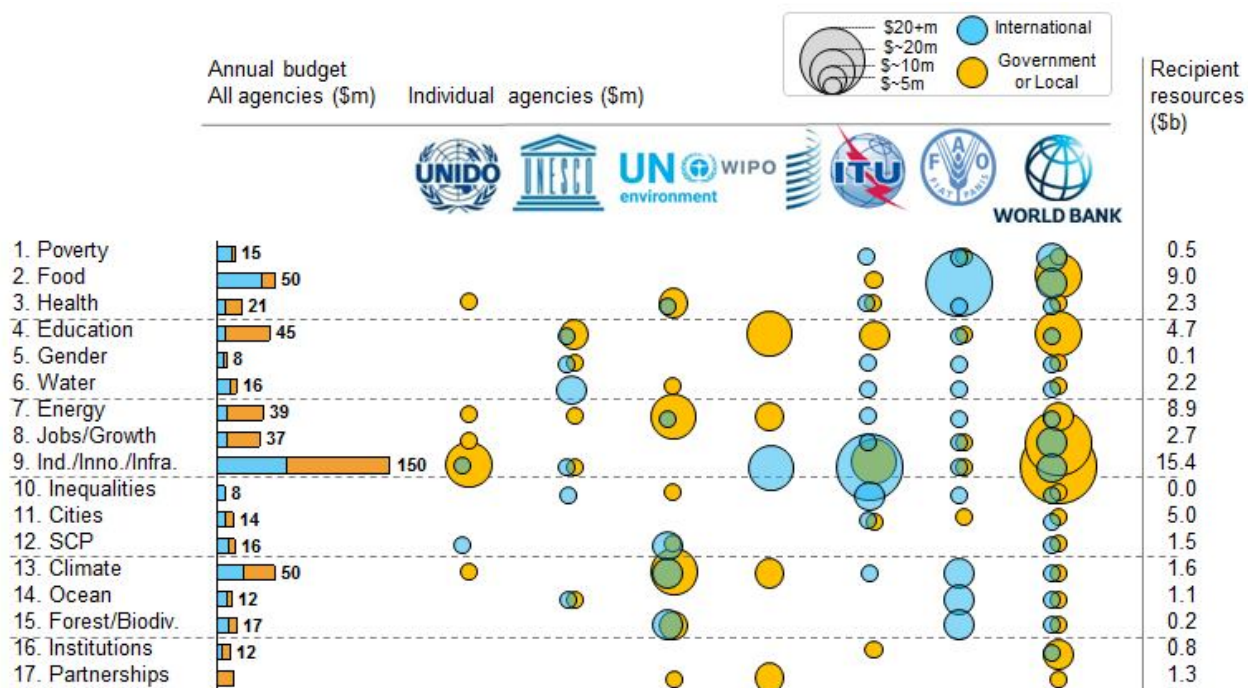 $20+m
$~20m
$~10m
$~5m
International
Government
or Local
Annual budget
All agencies ($m)
Individual agencies ($m)
Recipient
resources
($b)
UNIDO
UNESCO
UN
environment
WIPO
ITU
F A O
FIAT PANIS
WORLD BANK
1. Poverty 15 0.5
2. Food 50 9.0
3. Health 21 2.3
4. Education 45 4.7
5. Gender 8 0.1
6. Water 16 2.2
7. Energy 39 8.9
8. Jobs/Growth 37 2.7
9. Ind./Inno./Infra. 150 15.4
10. Inequalities 8 0.0
11. Cities 14 5.0
12. SCP 16 1.5
13. Climate 50 1.6
14. Ocean 12 1.1
15. Forest/Biodiv. 17 0.2
16. Institutions 12 0.8
17. Partnerships 1.3